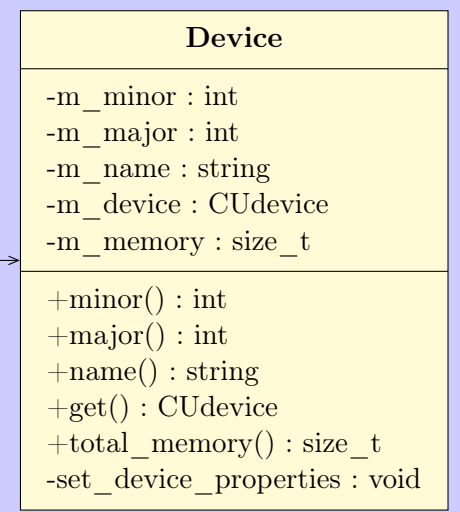 Device
-m_minor : int
-m_major : int
-m_name : string
-m_device : CUdevice
-m_memory : size_t
+minor() : int
+major() : int
+name() : string
+get() : CUdevice
+total_memory() : size_t
-set_device_properties : void